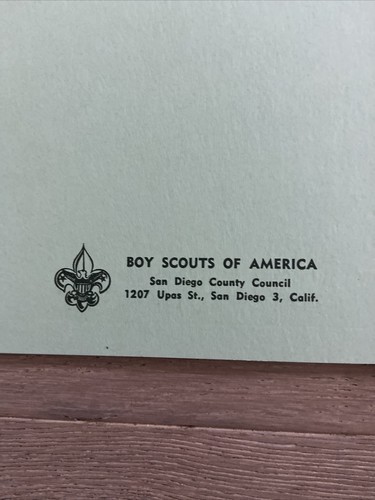 BOY SCOUTS OF AMERICA
San Diego County Council
1207 Upas St., San Diego 3, Calif.